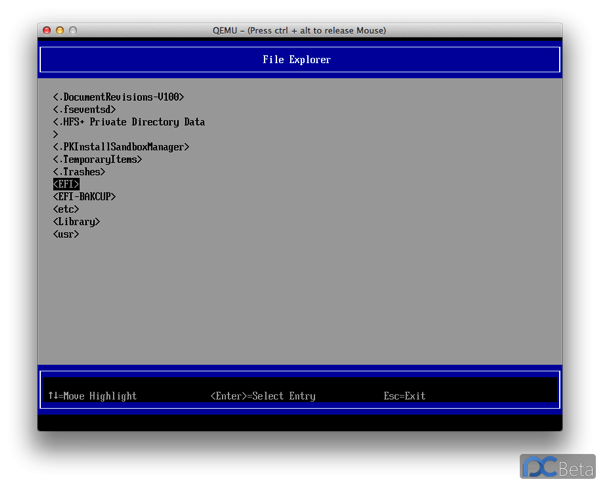 QEMU - (Press ctrl + alt to release Mouse)
File Explorer
<.DocumentRevisions-V100>
<.fseventsd>
<.HFS+ Private Directory Data
>
<.PKInstallSandboxManager>
<.TemporaryItems>
<.Trashes>
<EFI>
<EFI-BAKCUP>
<etc>
<Library>
<usr>
↑↓=Move Highlight <Enter>=Select Entry Esc=Exit
PCBeta